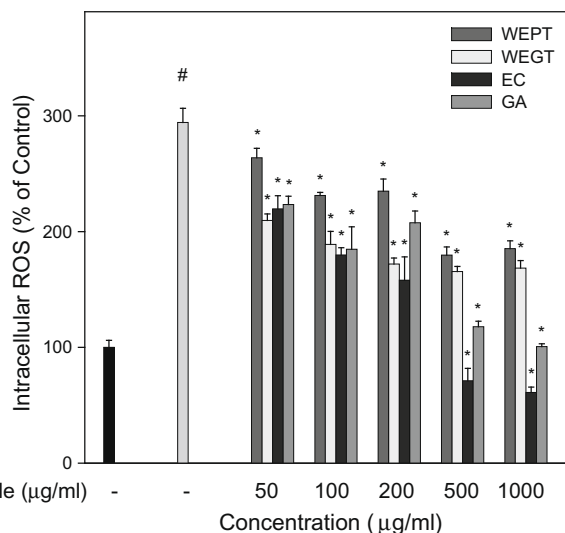 Intracellular ROS (% of Control)
300
200
100
0
WEPT
WEGT
EC
GA
#
* * * *
* * * *
* * * *
* * * *
* * * *
(μg/ml) - - 50 100 200 500 1000
Concentration ( μg/ml)